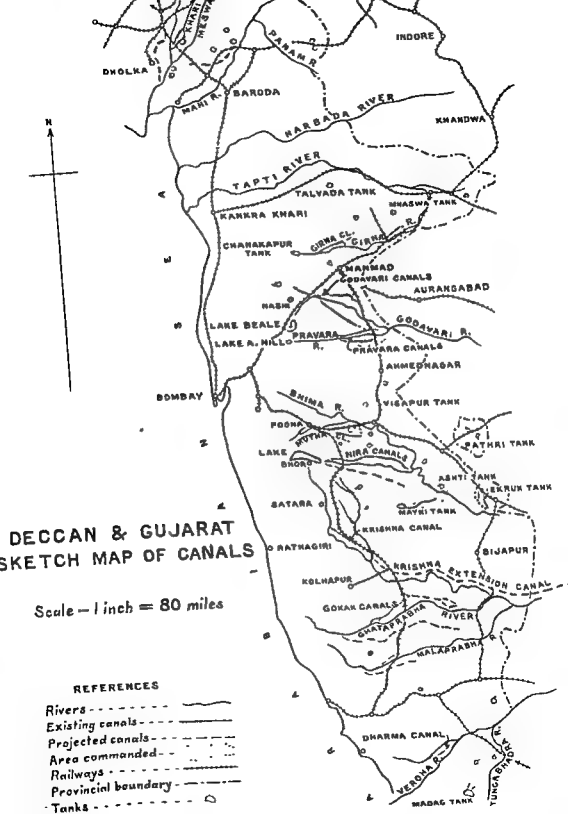 KHARI
MESWA
PANAM R.
INDORE
DHOLKA
MAHI R.
BARODA
N
NARBADA RIVER
KHANDWA
TAPTI RIVER
TALVADA TANK
MHASWA TANK
KANKRA KHARI
CHANAKAPUR
TANK
GIRNA CL.
GIRNA R.
MANMAD
GODAVARI CANALS
AURANGABAD
NASIK
LAKE BEALE
GODAVARI R.
LAKE A. HILL
PRAVARA
R.
PRAVARA CANALS
AHMEDNAGAR
BOMBAY
BHIMA R.
VISAPUR TANK
POONA
MUTHA CL.
PATHRI TANK
LAKE
BHOR
NIRA CANALS
ASHTI TANK
EKRUK TANK
SATARA
MAYNI TANK
KRISHNA CANAL
DECCAN & GUJARAT
SKETCH MAP OF CANALS
RATNAGIRI
BIJAPUR
KOLHAPUR
KRISHNA EXTENSION CANAL
Scale - 1 inch = 80 miles
GOKAK CANALS
GHATAPRABHA
RIVER
MALAPRABHA R.
REFERENCES
Rivers
Existing canals
Projected canals
Area commanded
Railways
Provincial boundary
Tanks
DHARMA CANAL
VERDHA R.
TUNGABHADRA R.
MADAG TANK